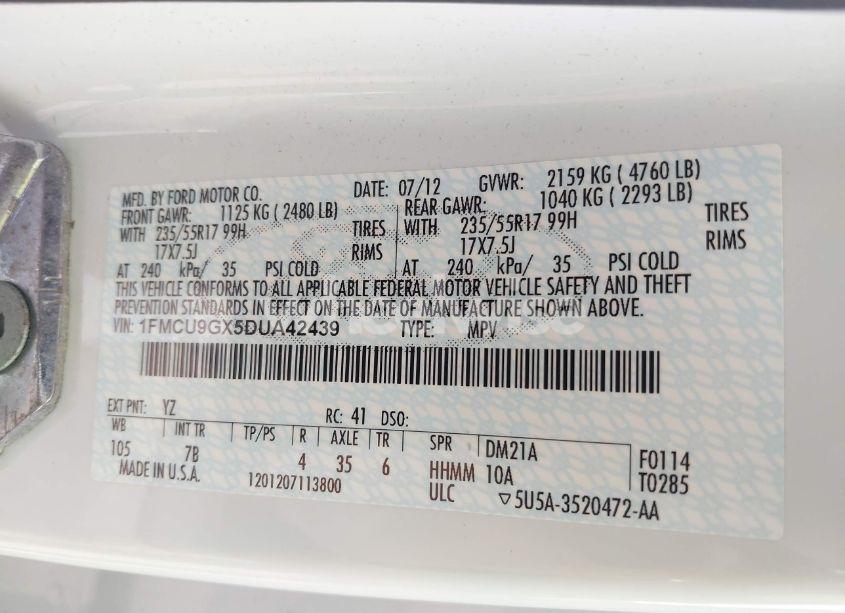 MFD. BY FORD MOTOR CO. DATE: 07/12 GVWR: 2159 KG ( 4760 LB)
FRONT GAWR: 1125 KG ( 2480 LB) REAR GAWR: 1040 KG ( 2293 LB)
WITH 235/55R17 99H TIRES WITH 235/55R17 99H TIRES
17X7.5J RIMS 17X7.5J RIMS
AT 240 kPa/ 35 PSI COLD AT 240 kPa/ 35 PSI COLD
THIS VEHICLE CONFORMS TO ALL APPLICABLE FEDERAL MOTOR VEHICLE SAFETY AND THEFT
PREVENTION STANDARDS IN EFFECT ON THE DATE OF MANUFACTURE SHOWN ABOVE.
VIN: 1FMCU9GX5DUA42439 TYPE: MPV
EXT PNT: YZ RC: 41 DSO:
WB INT TR TP/PS R AXLE TR SPR DM21A F0114
105 7B 4 35 6 HHMM 10A T0285
MADE IN U.S.A. 1201207113800 ULC ▽5U5A-3520472-AA